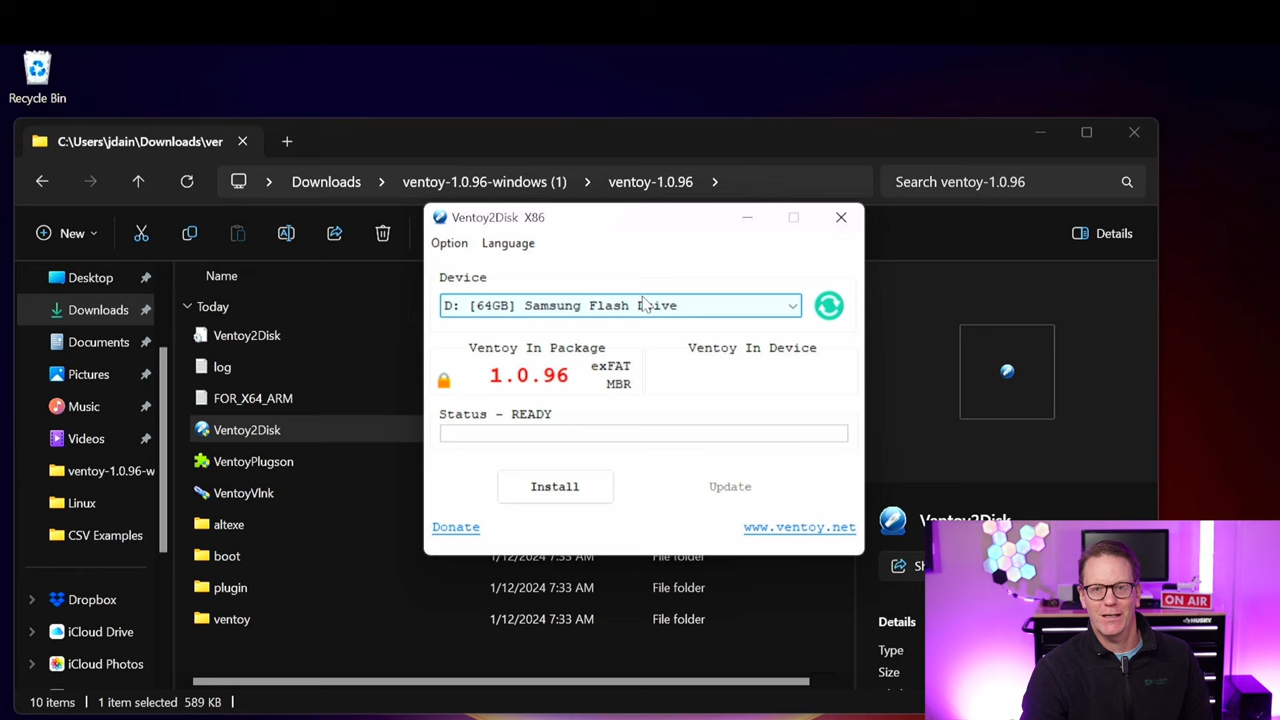 Recycle Bin
C:\Users\jdain\Downloads\ver
Downloads
ventoy-1.0.96-windows (1)
ventoy-1.0.96
Search ventoy-1.0.96
New
Details
Desktop
Downloads
Documents
Pictures
Music
Videos
ventoy-1.0.96-w
Linux
CSV Examples
Dropbox
iCloud Drive
iCloud Photos
Name
Today
Ventoy2Disk
log
FOR_X64_ARM
Ventoy2Disk
VentoyPlugson
VentoyVlnk
altexe
boot 1/12/2024 7:33 AM File folder
plugin 1/12/2024 7:33 AM File folder
ventoy 1/12/2024 7:33 AM File folder
Ventoy2Disk X86
Option Language
Device
D: [64GB] Samsung Flash Drive
Ventoy In Package
Ventoy In Device
1.0.96
exFAT
MBR
Status - READY
Install
Update
Donate
www.ventoy.net
Ventoy2Disk
Sh
Details
Type
Size
ON AIR
HUSKY
10 items
1 item selected 589 KB